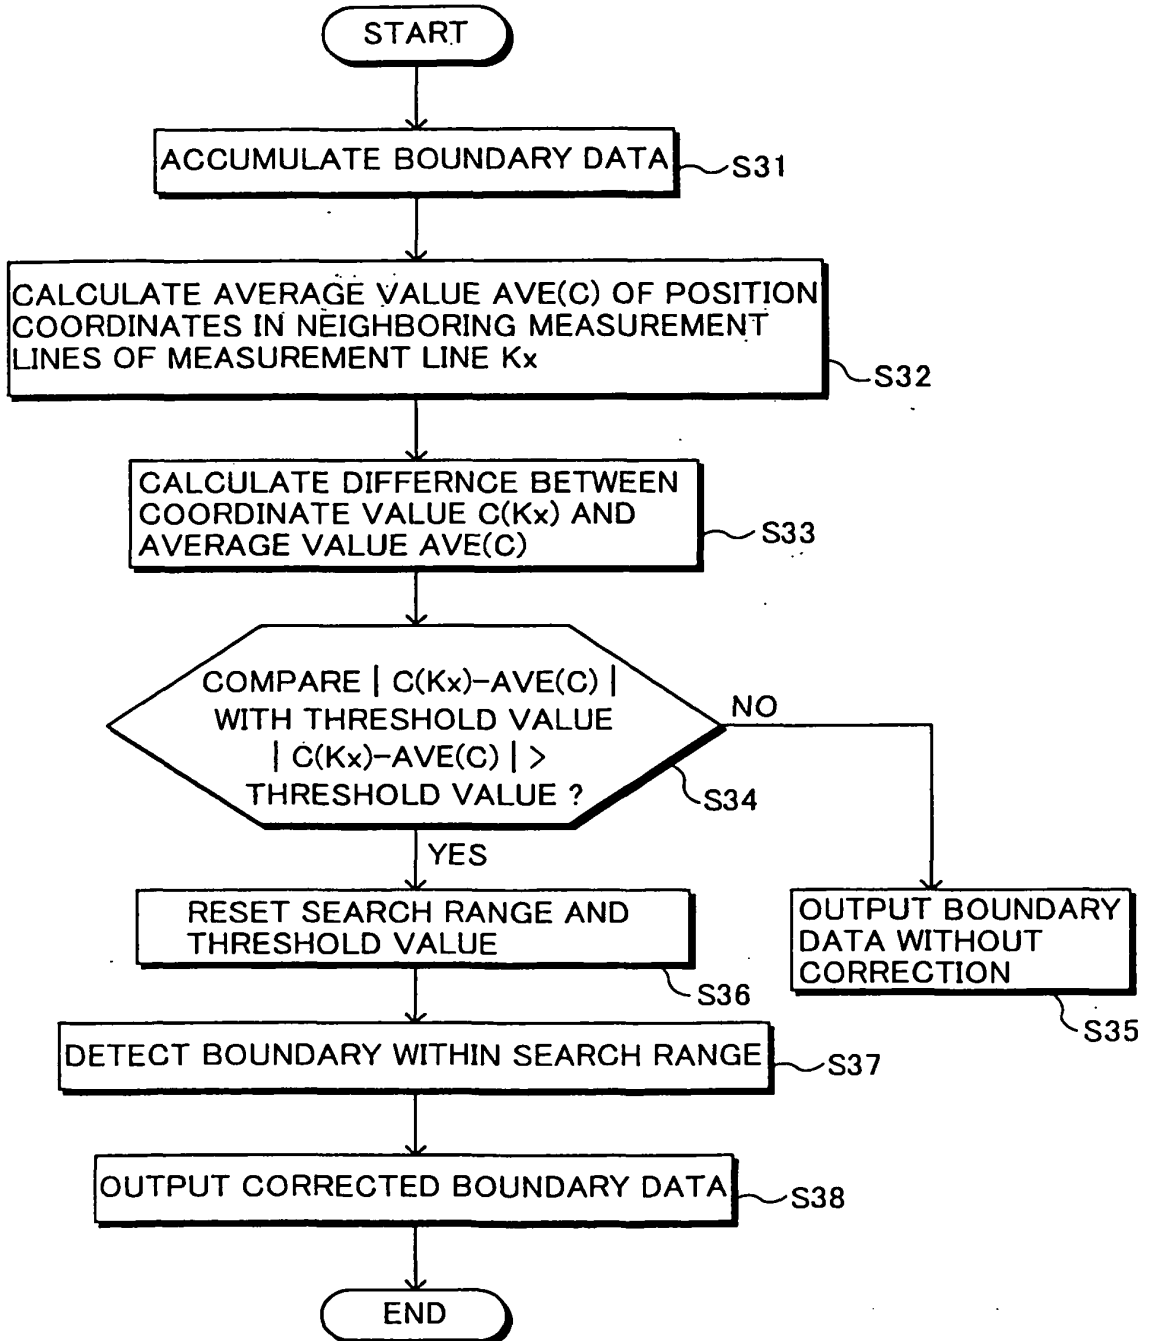 START
ACCUMULATE BOUNDARY DATA
S31
CALCULATE AVERAGE VALUE AVE(C) OF POSITION
COORDINATES IN NEIGHBORING MEASUREMENT
LINES OF MEASUREMENT LINE Kx
S32
CALCULATE DIFFERNCE BETWEEN
COORDINATE VALUE C(Kx) AND
AVERAGE VALUE AVE(C)
S33
COMPARE | C(Kx)-AVE(C) |
WITH THRESHOLD VALUE
| C(Kx)-AVE(C) | >
THRESHOLD VALUE ?
S34
NO
YES
RESET SEARCH RANGE AND
THRESHOLD VALUE
S36
OUTPUT BOUNDARY
DATA WITHOUT
CORRECTION
S35
DETECT BOUNDARY WITHIN SEARCH RANGE
S37
OUTPUT CORRECTED BOUNDARY DATA
S38
END